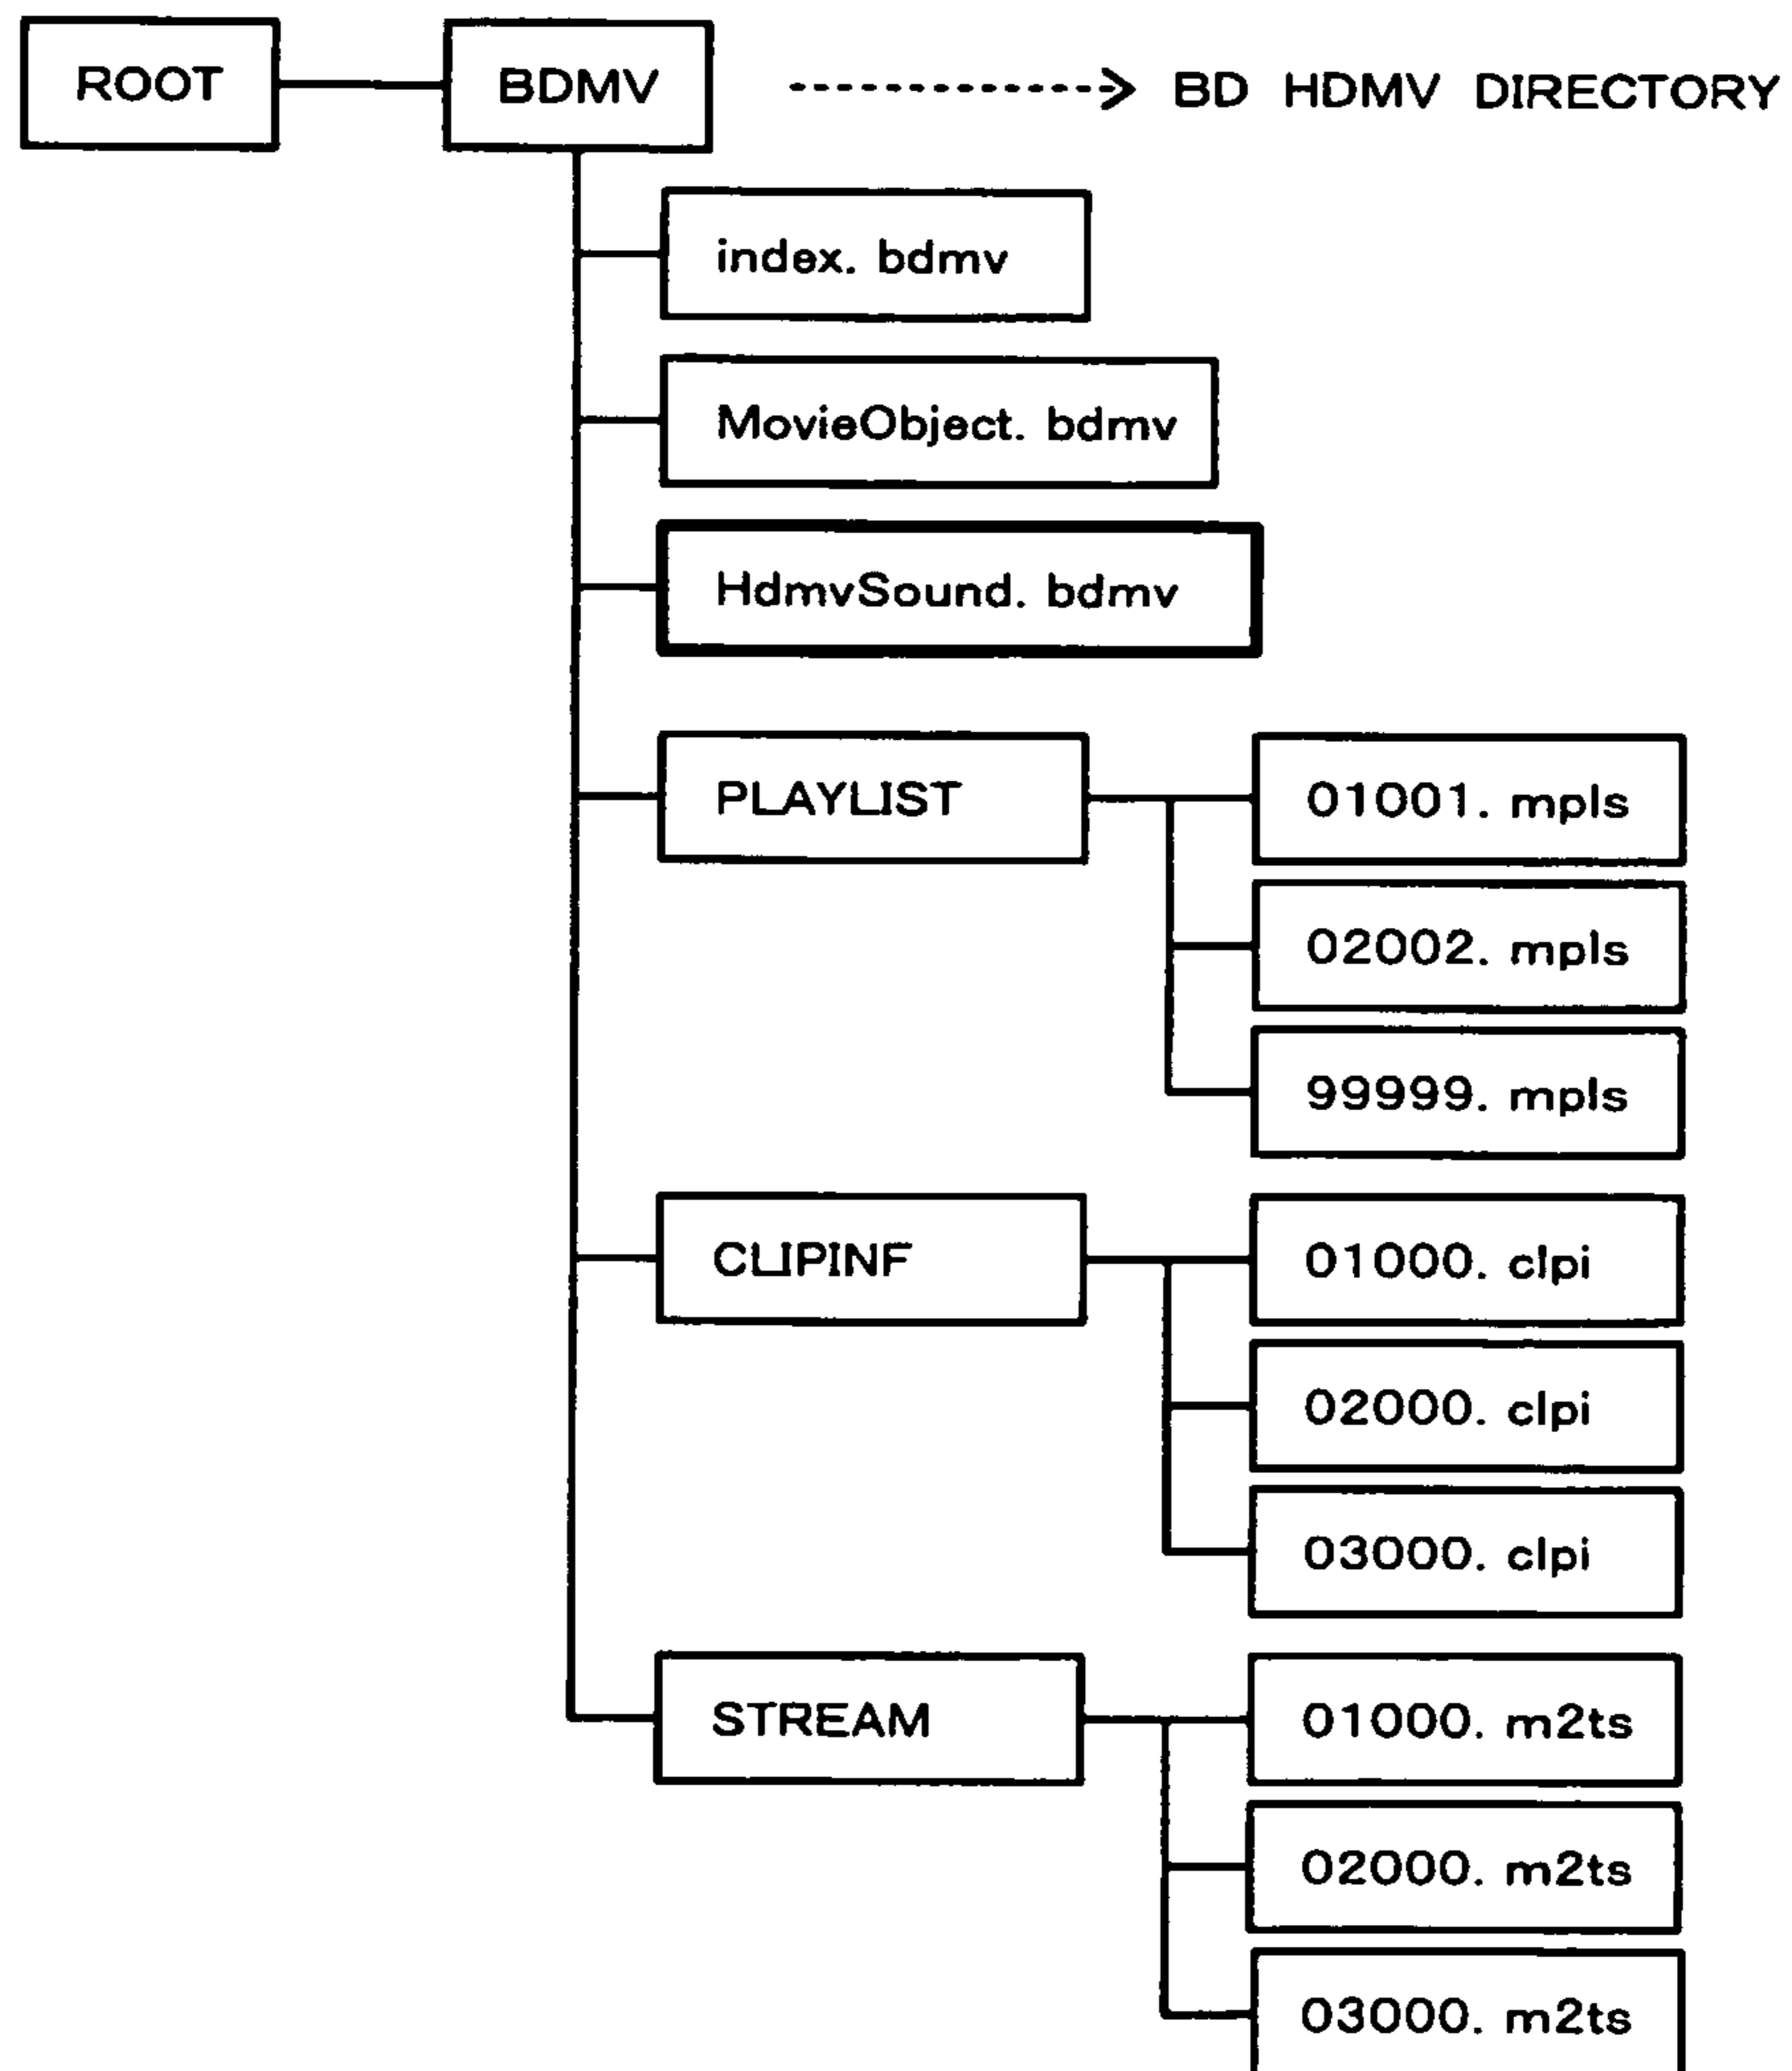 ROOT
BDMV
BD HDMV DIRECTORY
index. bdmv
MovieObject. bdmv
HdmvSound. bdmv
PLAYLIST
01001. mpls
02002. mpls
99999. mpls
CLIPINF
01000. clpi
02000. clpi
03000. clpi
STREAM
01000. m2ts
02000. m2ts
03000. m2ts